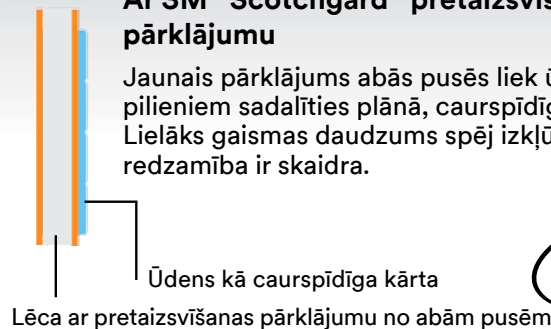 Ar 3M Scotchgard pretaizsvīš
pārklājumu
Jaunais pārklājums abās pusēs liek
pilieniem sadalīties plānā, caurspīdīg
Lielāks gaismas daudzums spēj izkļū
redzamība ir skaidra.
Ūdens kā caurspīdīga kārta
Lēca ar pretaizsvīšanas pārklājumu no abām pusēm